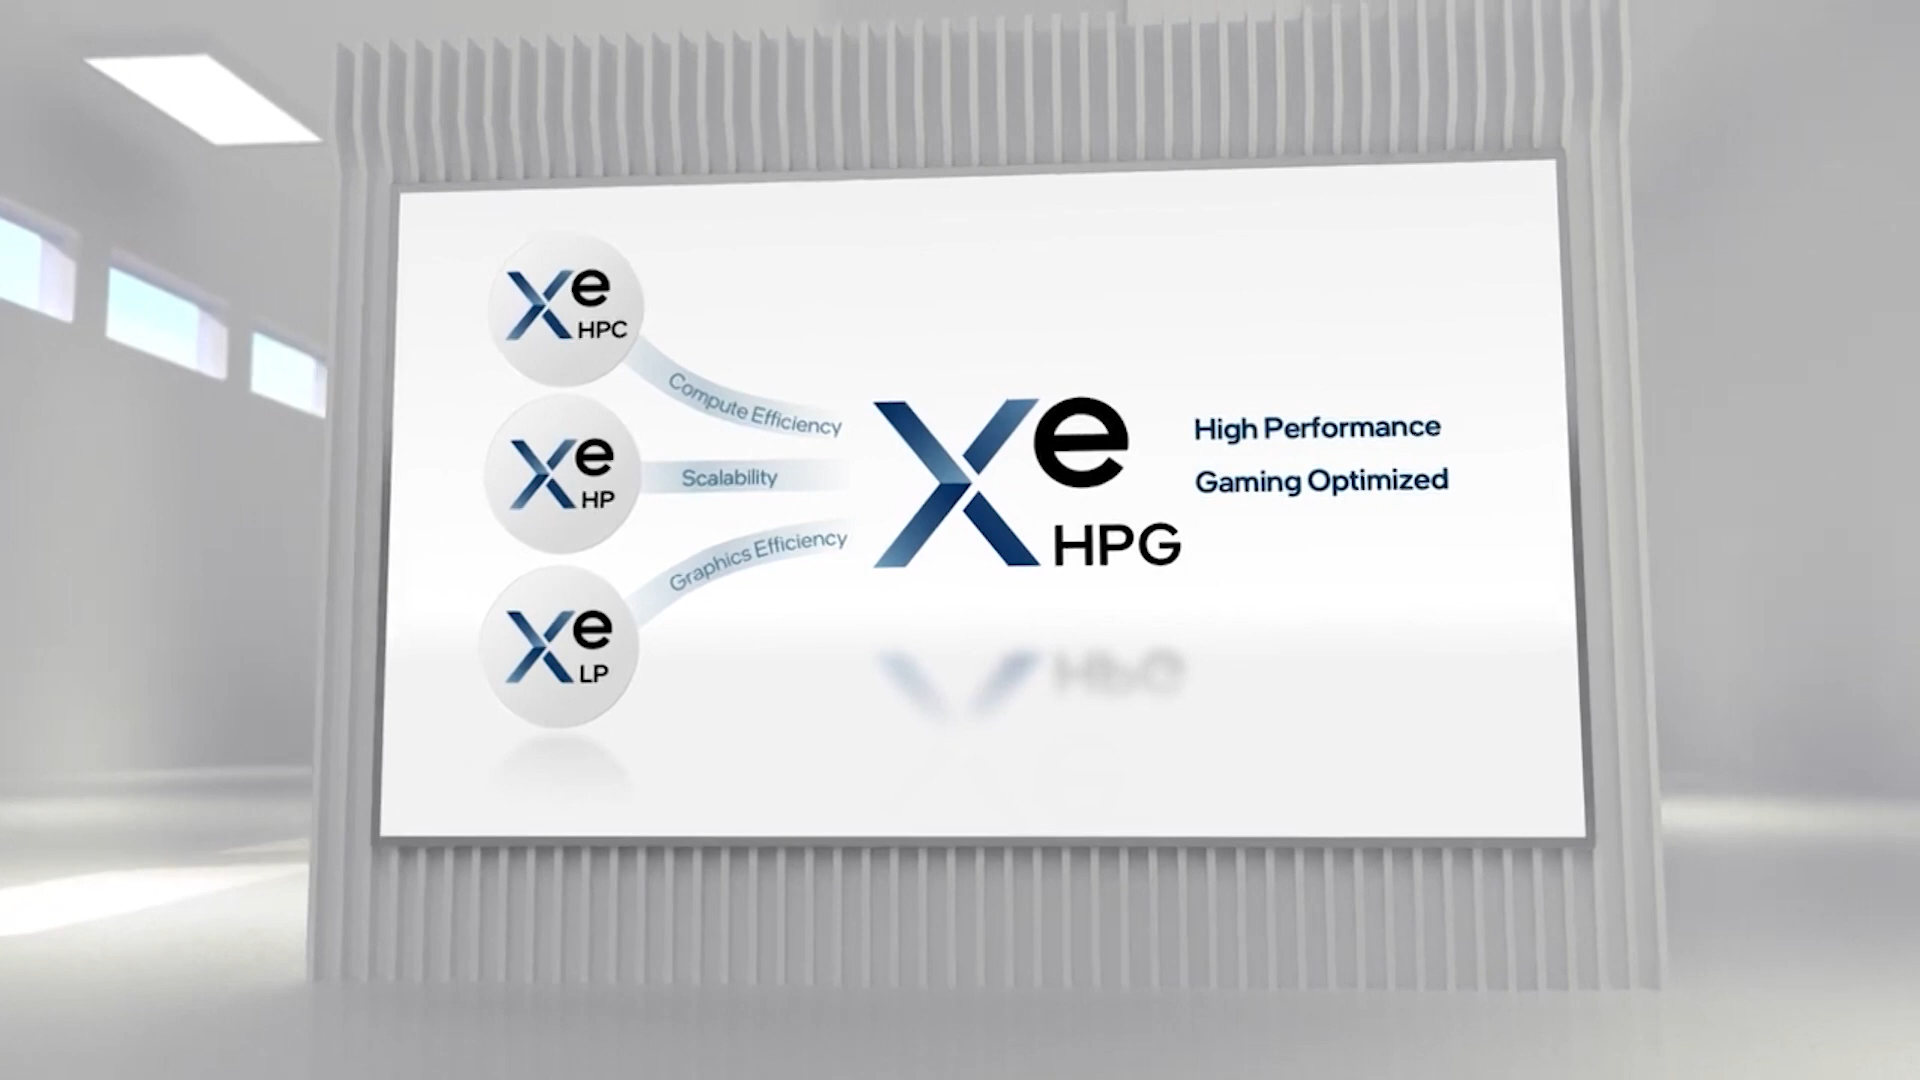 Xe
HPC
Compute Efficiency
Xe
HP
Scalability
Xe
LP
Graphics Efficiency
Xe
HPG
High Performance
Gaming Optimized